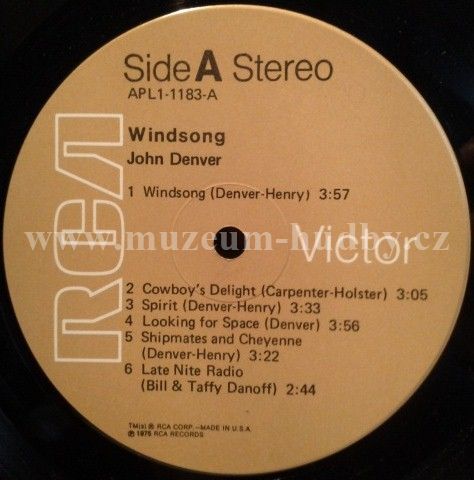 Side A Stereo
APL1-1183-A
Windsong
John Denver
1 Windsong (Denver-Henry) 3:57
RCA
Victor
www.muzeum-hudby.cz
2 Cowboy's Delight (Carpenter-Holster) 3:05
3 Spirit (Denver-Henry) 3:33
4 Looking for Space (Denver) 3:56
5 Shipmates and Cheyenne
(Denver-Henry) 3:22
6 Late Nite Radio
(Bill & Taffy Danoff) 2:44
TM(s) ® RCA CORP.—MADE IN U.S.A.
℗ 1975 RCA RECORDS